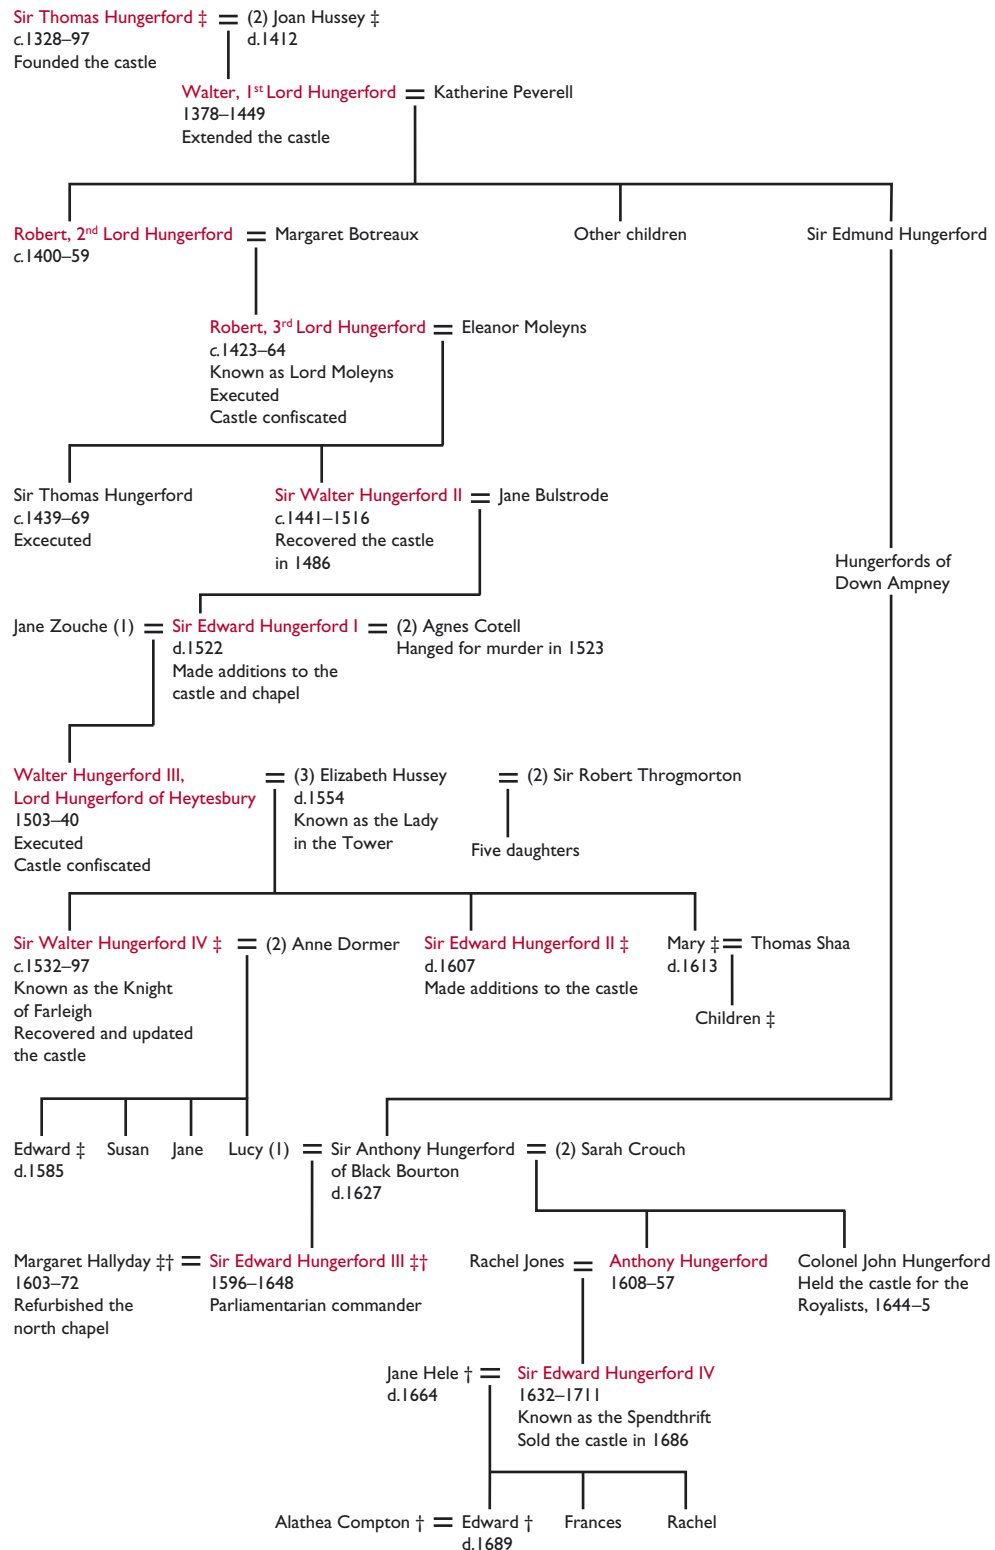 Sir Thomas Hungerford ‡ = (2) Joan Hussey ‡
c.1328–97
d.1412
Founded the castle
Walter, 1st Lord Hungerford = Katherine Peverell
1378–1449
Extended the castle
Robert, 2nd Lord Hungerford = Margaret Botreaux
c.1400–59
Other children
Sir Edmund Hungerford
Robert, 3rd Lord Hungerford = Eleanor Moleyns
c.1423–64
Known as Lord Moleyns
Executed
Castle confiscated
Sir Thomas Hungerford
c.1439–69
Excecuted
Sir Walter Hungerford II = Jane Bulstrode
c.1441–1516
Recovered the castle
in 1486
Hungerfords of
Down Ampney
Jane Zouche (1) = Sir Edward Hungerford I = (2) Agnes Cotell
d.1522
Made additions to the
castle and chapel
Hanged for murder in 1523
Walter Hungerford III,
Lord Hungerford of Heytesbury
1503–40
Executed
Castle confiscated
= (3) Elizabeth Hussey
d.1554
Known as the Lady
in the Tower
= (2) Sir Robert Throgmorton
Five daughters
Sir Walter Hungerford IV ‡ = (2) Anne Dormer
c.1532–97
Known as the Knight
of Farleigh
Recovered and updated
the castle
Sir Edward Hungerford II ‡
d.1607
Made additions to the castle
Mary ‡ = Thomas Shaa
d.1613
Children ‡
Edward ‡
d.1585
Susan
Jane
Lucy (1) = Sir Anthony Hungerford = (2) Sarah Crouch
of Black Bourton
d.1627
Margaret Hallyday ‡† = Sir Edward Hungerford III ‡†
1603–72
Refurbished the
north chapel
1596–1648
Parliamentarian commander
Rachel Jones = Anthony Hungerford
1608–57
Colonel John Hungerford
Held the castle for the
Royalists, 1644–5
Jane Hele † = Sir Edward Hungerford IV
d.1664
1632–1711
Known as the Spendthrift
Sold the castle in 1686
Alathea Compton † = Edward †
d.1689
Frances
Rachel